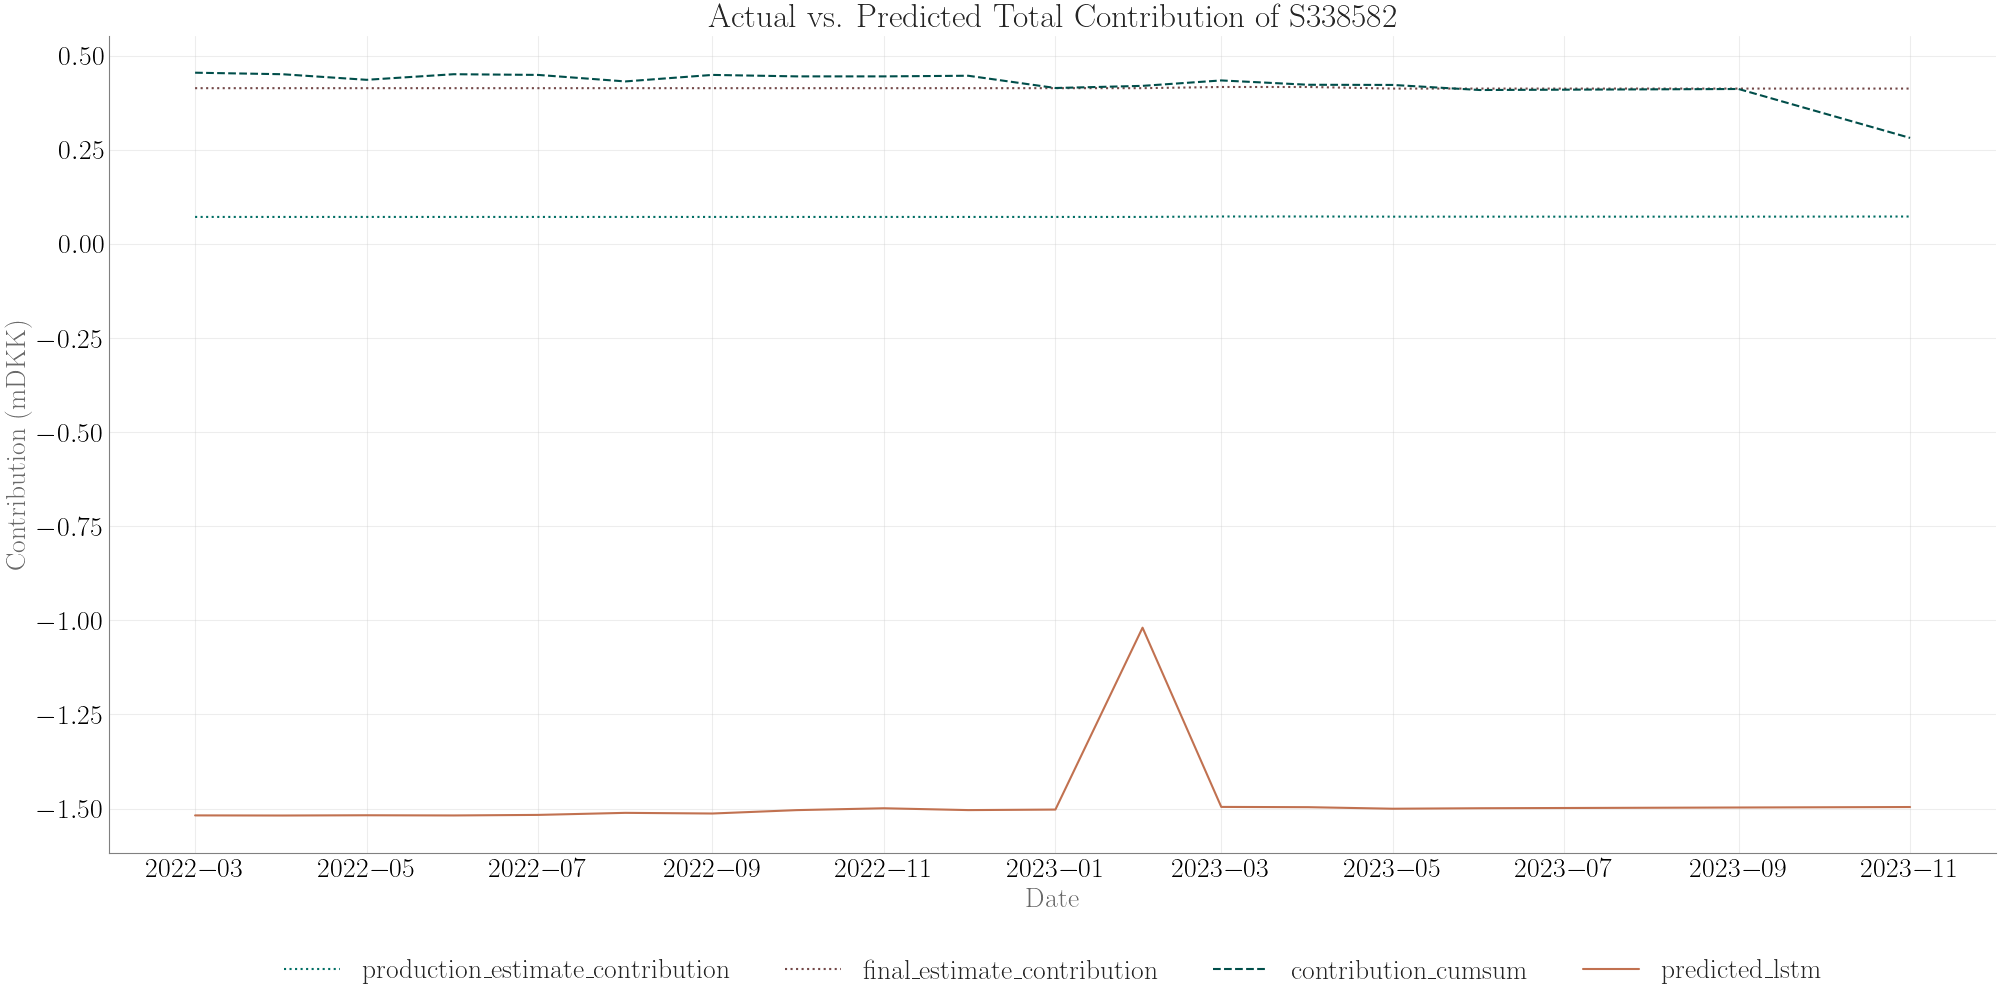 Actual vs. Predicted Total Contribution of S338582
0.50
0.25
0.00
−0.25
−0.50
−0.75
−1.00
−1.25
−1.50
Contribution (mDKK)
2022−03 2022−05 2022−07 2022−09 2022−11 2023−01 2023−03 2023−05 2023−07 2023−09 2023−11
Date
production_estimate_contribution final_estimate_contribution contribution_cumsum predicted_lstm